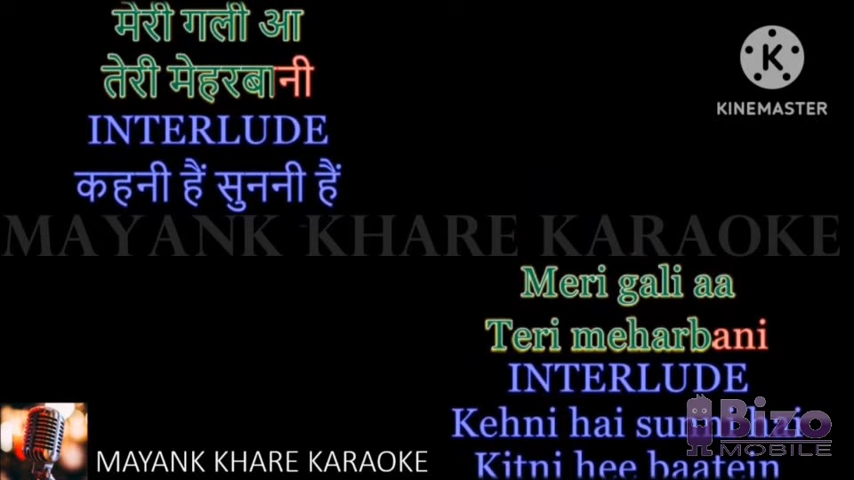 मेरी गली आ
तेरी मेहरबानी
INTERLUDE
कहनी हैं सुननी हैं
KINEMASTER
MAYANK KHARE KARAOKE
Meri gali aa
Teri meharbani
INTERLUDE
Kehni hai sunni hai
Kitni hee baatein
Bizo
MOBILE
MAYANK KHARE KARAOKE